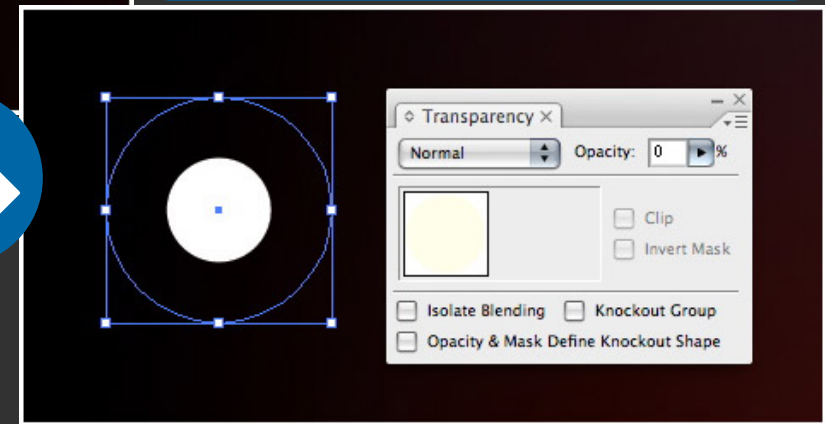 Transparency
Normal Opacity: 0 %
Clip
Invert Mask
Isolate Blending Knockout Group
Opacity & Mask Define Knockout Shape